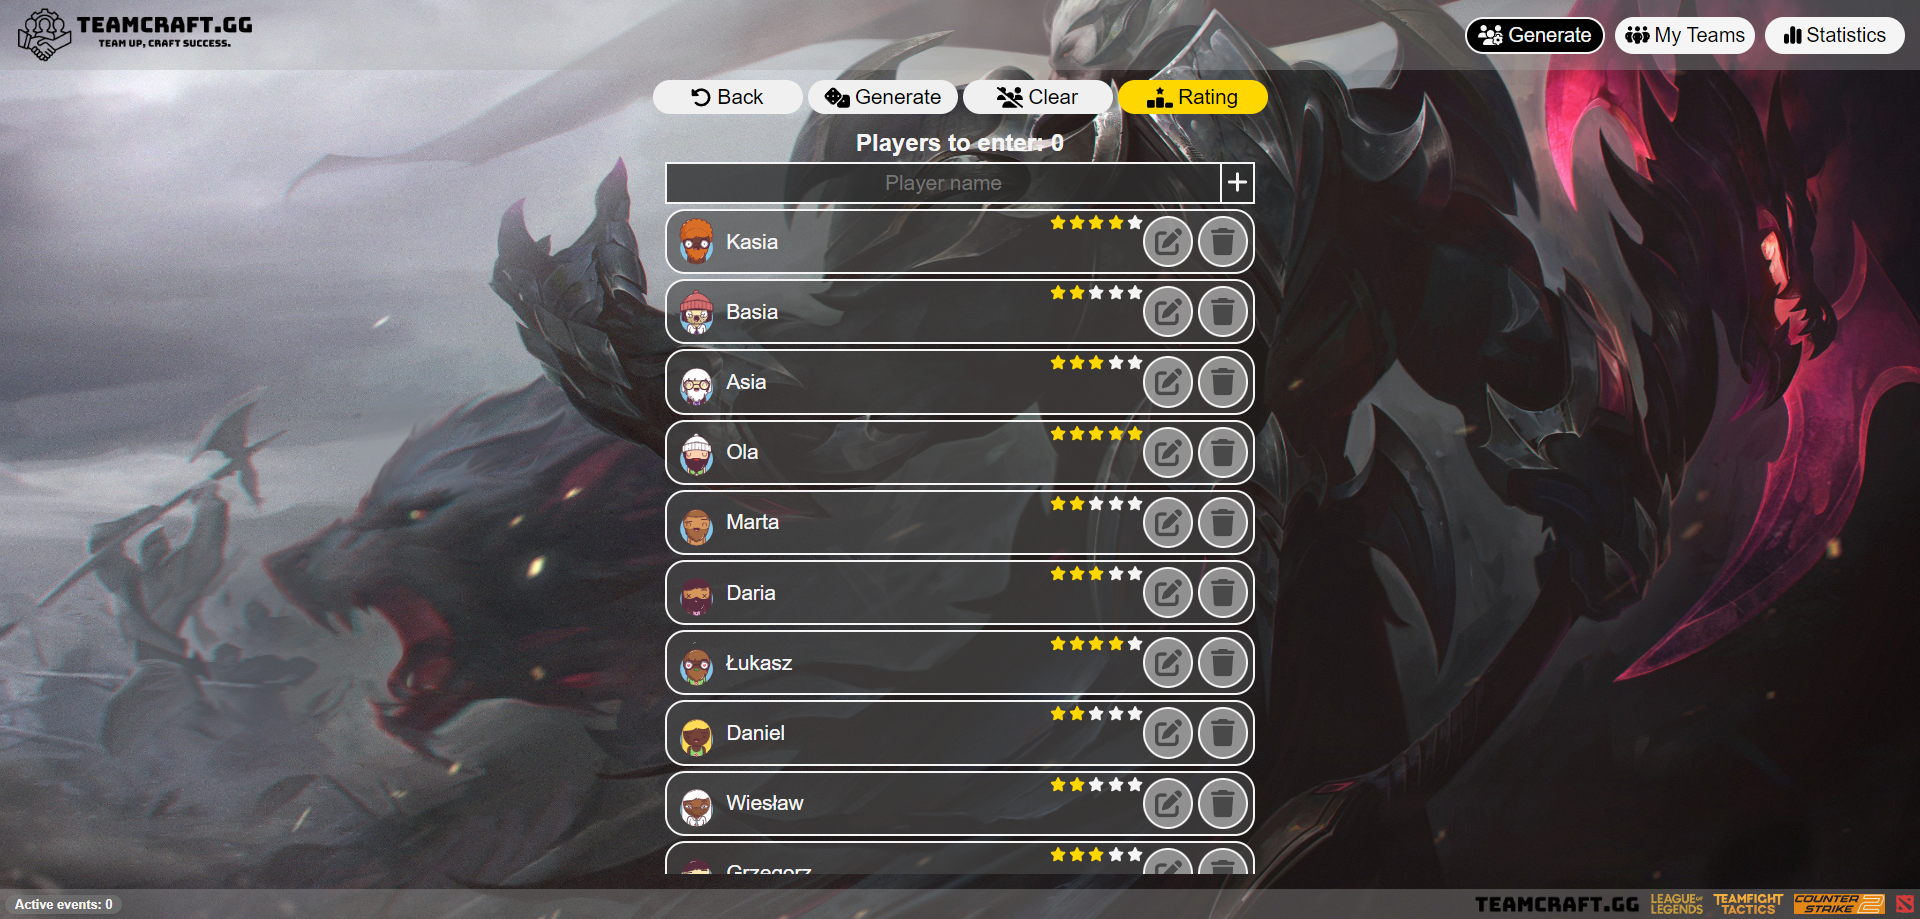 TEAMCRAFT.GG
TEAM UP, CRAFT SUCCESS.
Generate
My Teams
Statistics
Back
Generate
Clear
Rating
Players to enter: 0
Player name
Kasia
Basia
Asia
Ola
Marta
Daria
Łukasz
Daniel
Wiesław
Grzegorz
Active events: 0
TEAMCRAFT.GG
LEAGUE OF
LEGENDS
TEAMFIGHT
TACTICS
COUNTER
STRIKE 2